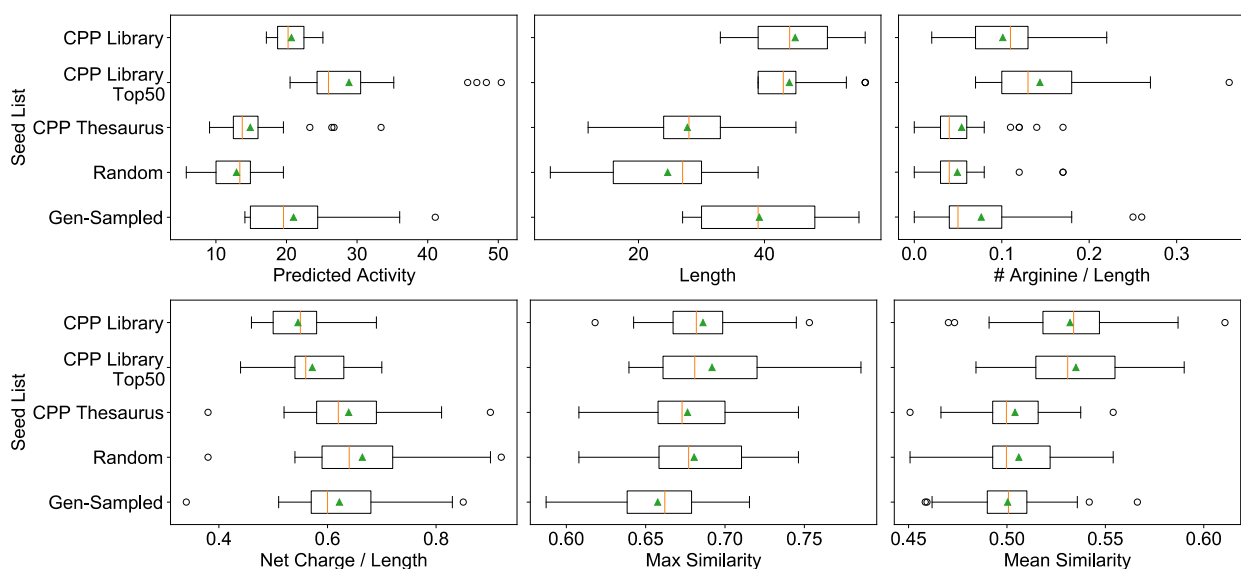 CPP Library
CPP Library
Top50
CPP Thesaurus
Random
Gen-Sampled
Seed List
10 20 30 40 50
Predicted Activity
20 40
Length
0.0 0.1 0.2 0.3
# Arginine / Length
CPP Library
CPP Library
Top50
CPP Thesaurus
Random
Gen-Sampled
Seed List
0.4 0.6 0.8
Net Charge / Length
0.60 0.65 0.70 0.75
Max Similarity
0.45 0.50 0.55 0.60
Mean Similarity